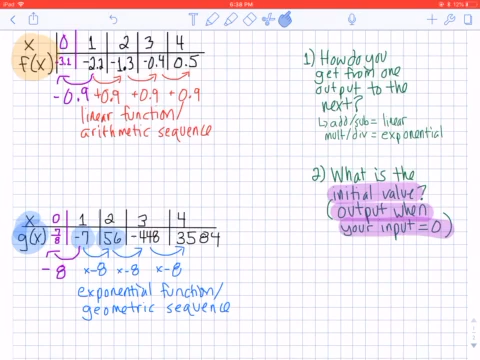 iPad
9:38 PM
13%
x 0 1 2 3 4
f(x) -3.1 -2.2 -1.3 -0.4 0.5
-0.9 +0.9 +0.9 +0.9
linear function/
arithmetic sequence
x 0 1 2 3 4
g(x) 7/8 -7 56 -448 3584
÷-8 x-8 x-8 x-8
exponential function/
geometric sequence
1) How do you
get from one
output to the
next?
↳ add/sub = linear
mult/div = exponential
2) What is the
initial value?
(output when
your input = 0)